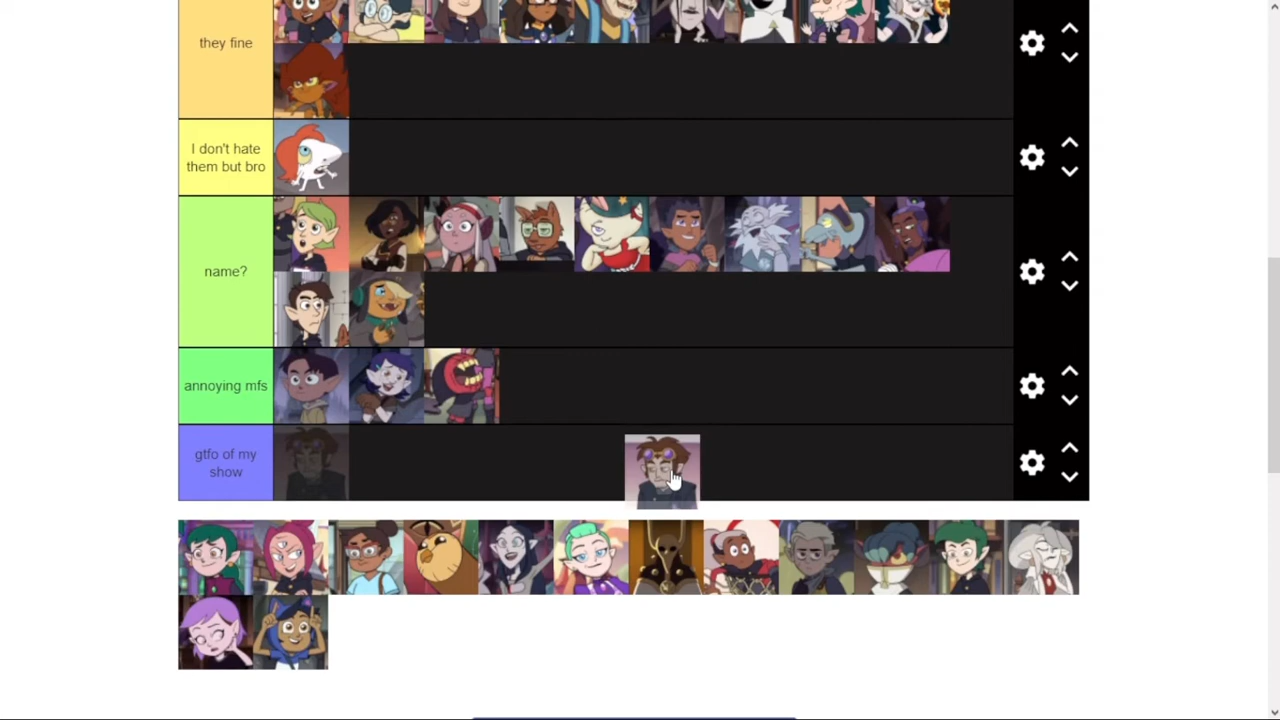 they fine
I don't hate
them but bro
name?
annoying mfs
gtfo of my
show